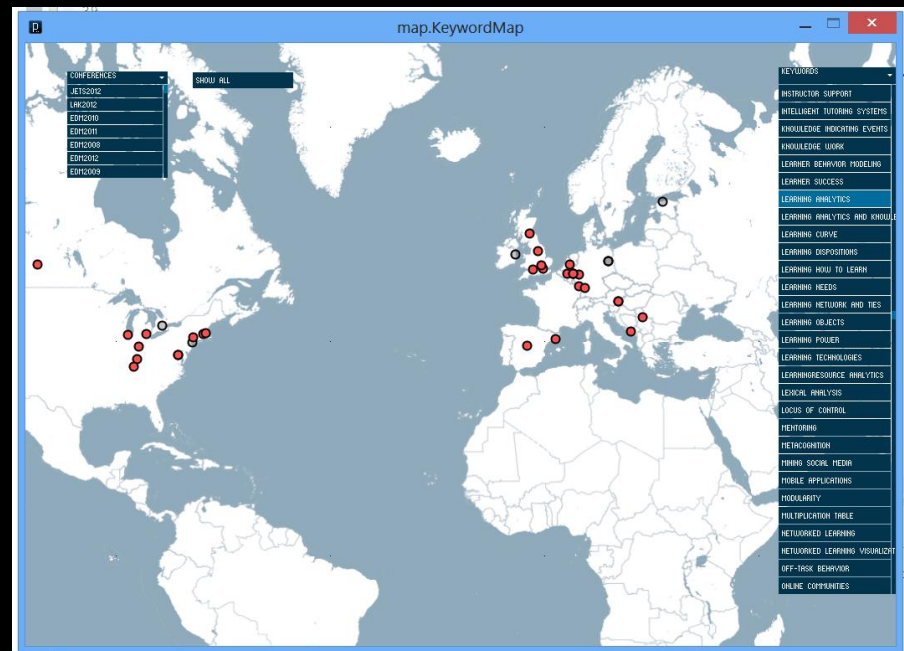 map.KeywordMap
CONFERENCES
SHOW ALL
JETS2012
LAK2012
EDM2010
EDM2011
EDM2008
EDM2012
EDM2009
KEYWORDS
INSTRUCTOR SUPPORT
INTELLIGENT TUTORING SYSTEMS
KNOWLEDGE INDICATING EVENTS
KNOWLEDGE WORK
LEARNER BEHAVIOR MODELING
LEARNER SUCCESS
LEARNING ANALYTICS
LEARNING ANALYTICS AND KNOWLE
LEARNING CURVE
LEARNING DISPOSITIONS
LEARNING HOW TO LEARN
LEARNING NEEDS
LEARNING NETWORK AND TIES
LEARNING OBJECTS
LEARNING POWER
LEARNING TECHNOLOGIES
LEARNINGRESOURCE ANALYTICS
LEXICAL ANALYSIS
LOCUS OF CONTROL
MENTORING
METACOGNITION
MINING SOCIAL MEDIA
MOBILE APPLICATIONS
MODULARITY
MULTIPLICATION TABLE
NETWORKED LEARNING
NETWORKED LEARNING VISUALIZAT
OFF-TASK BEHAVIOR
ONLINE COMMUNITIES